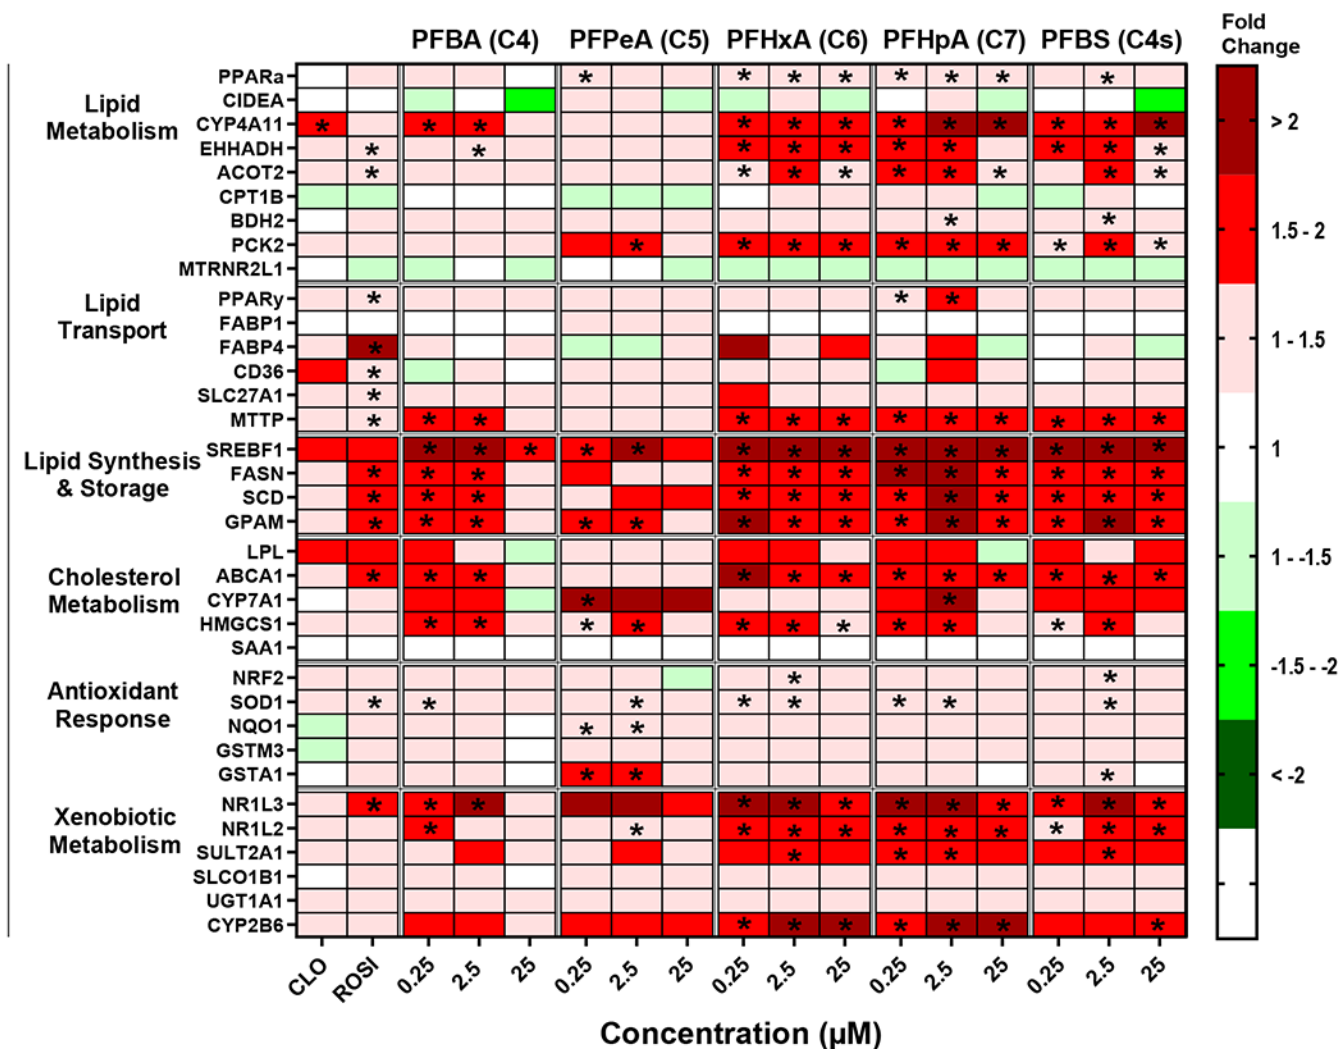 Fold
Change
PFBA (C4) PFPeA (C5) PFHxA (C6) PFHpA (C7) PFBS (C4s)
Lipid
Metabolism
PPARa
CIDEA
CYP4A11
EHHADH
ACOT2
CPT1B
BDH2
PCK2
MTRNR2L1
Lipid
Transport
PPARy
FABP1
FABP4
CD36
SLC27A1
MTTP
Lipid Synthesis
& Storage
SREBF1
FASN
SCD
GPAM
Cholesterol
Metabolism
LPL
ABCA1
CYP7A1
HMGCS1
SAA1
Antioxidant
Response
NRF2
SOD1
NQO1
GSTM3
GSTA1
Xenobiotic
Metabolism
NR1L3
NR1L2
SULT2A1
SLCO1B1
UGT1A1
CYP2B6
> 2
1.5 - 2
1 - 1.5
1
1 - -1.5
-1.5 - -2
< -2
CLO ROSI 0.25 2.5 25 0.25 2.5 25 0.25 2.5 25 0.25 2.5 25 0.25 2.5 25
Concentration (µM)